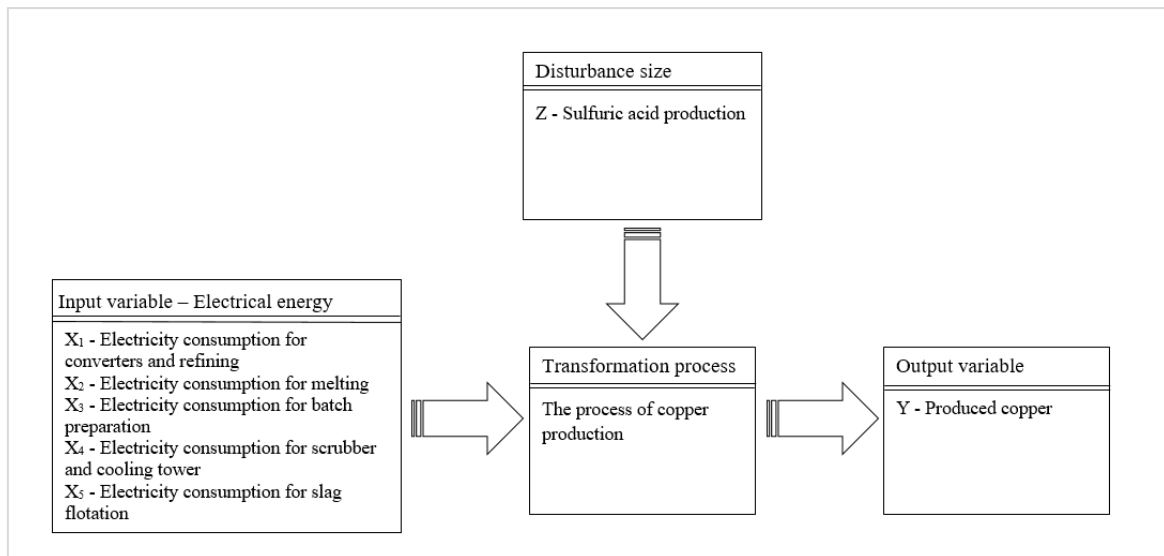 Disturbance size
Z - Sulfuric acid production
Input variable – Electrical energy
X₁ - Electricity consumption for
converters and refining
X₂ - Electricity consumption for melting
X₃ - Electricity consumption for batch
preparation
X₄ - Electricity consumption for scrubber
and cooling tower
X₅ - Electricity consumption for slag
flotation
Transformation process
The process of copper
production
Output variable
Y - Produced copper